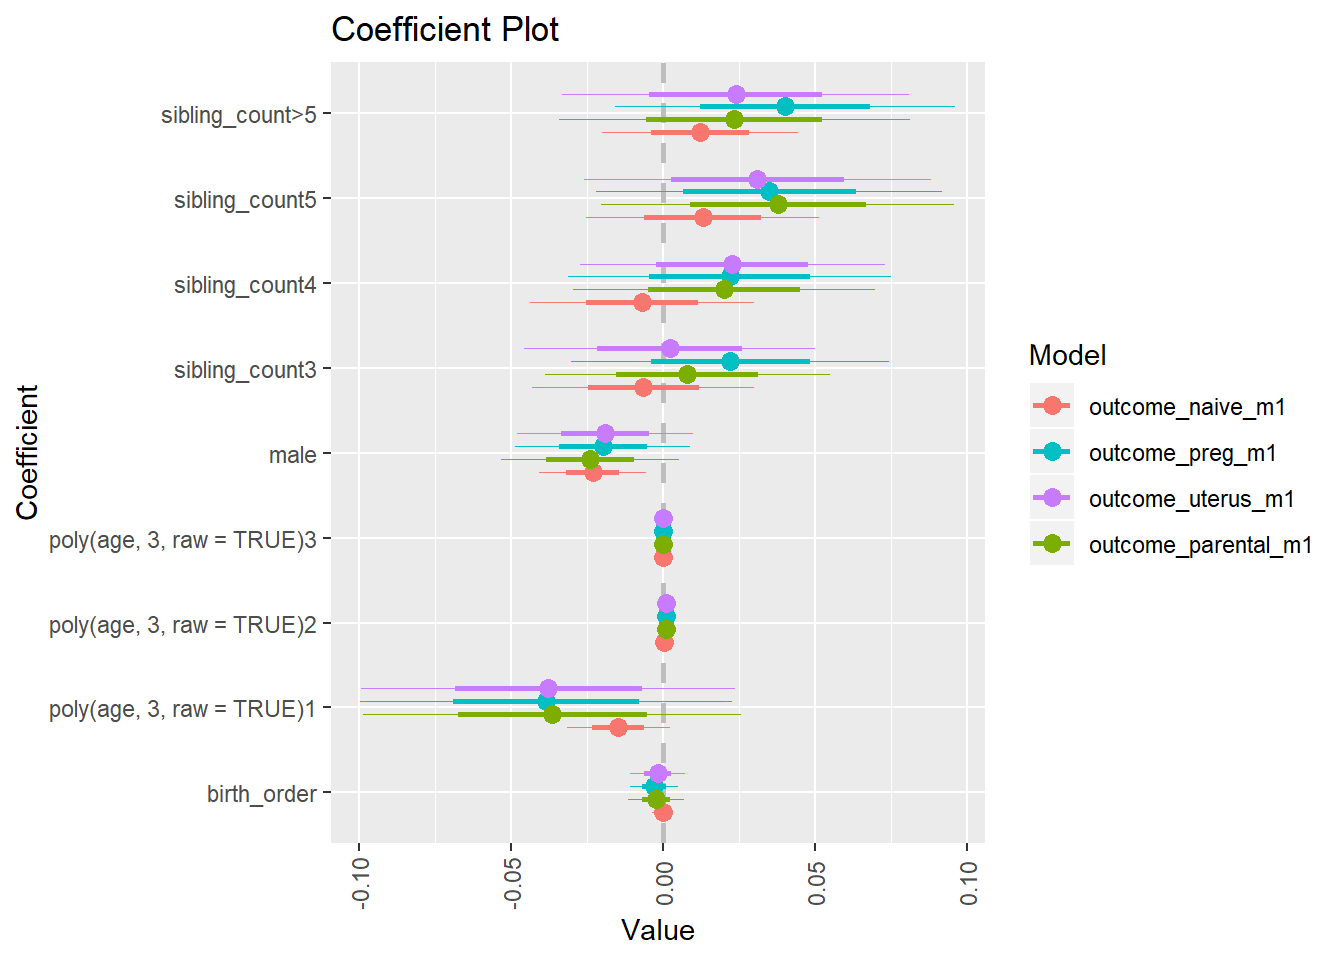 Coefficient Plot
Coefficient
sibling_count>5
sibling_count5
sibling_count4
sibling_count3
male
poly(age, 3, raw = TRUE)3
poly(age, 3, raw = TRUE)2
poly(age, 3, raw = TRUE)1
birth_order
-0.10
-0.05
0.00
0.05
0.10
Value
Model
outcome_naive_m1
outcome_preg_m1
outcome_uterus_m1
outcome_parental_m1